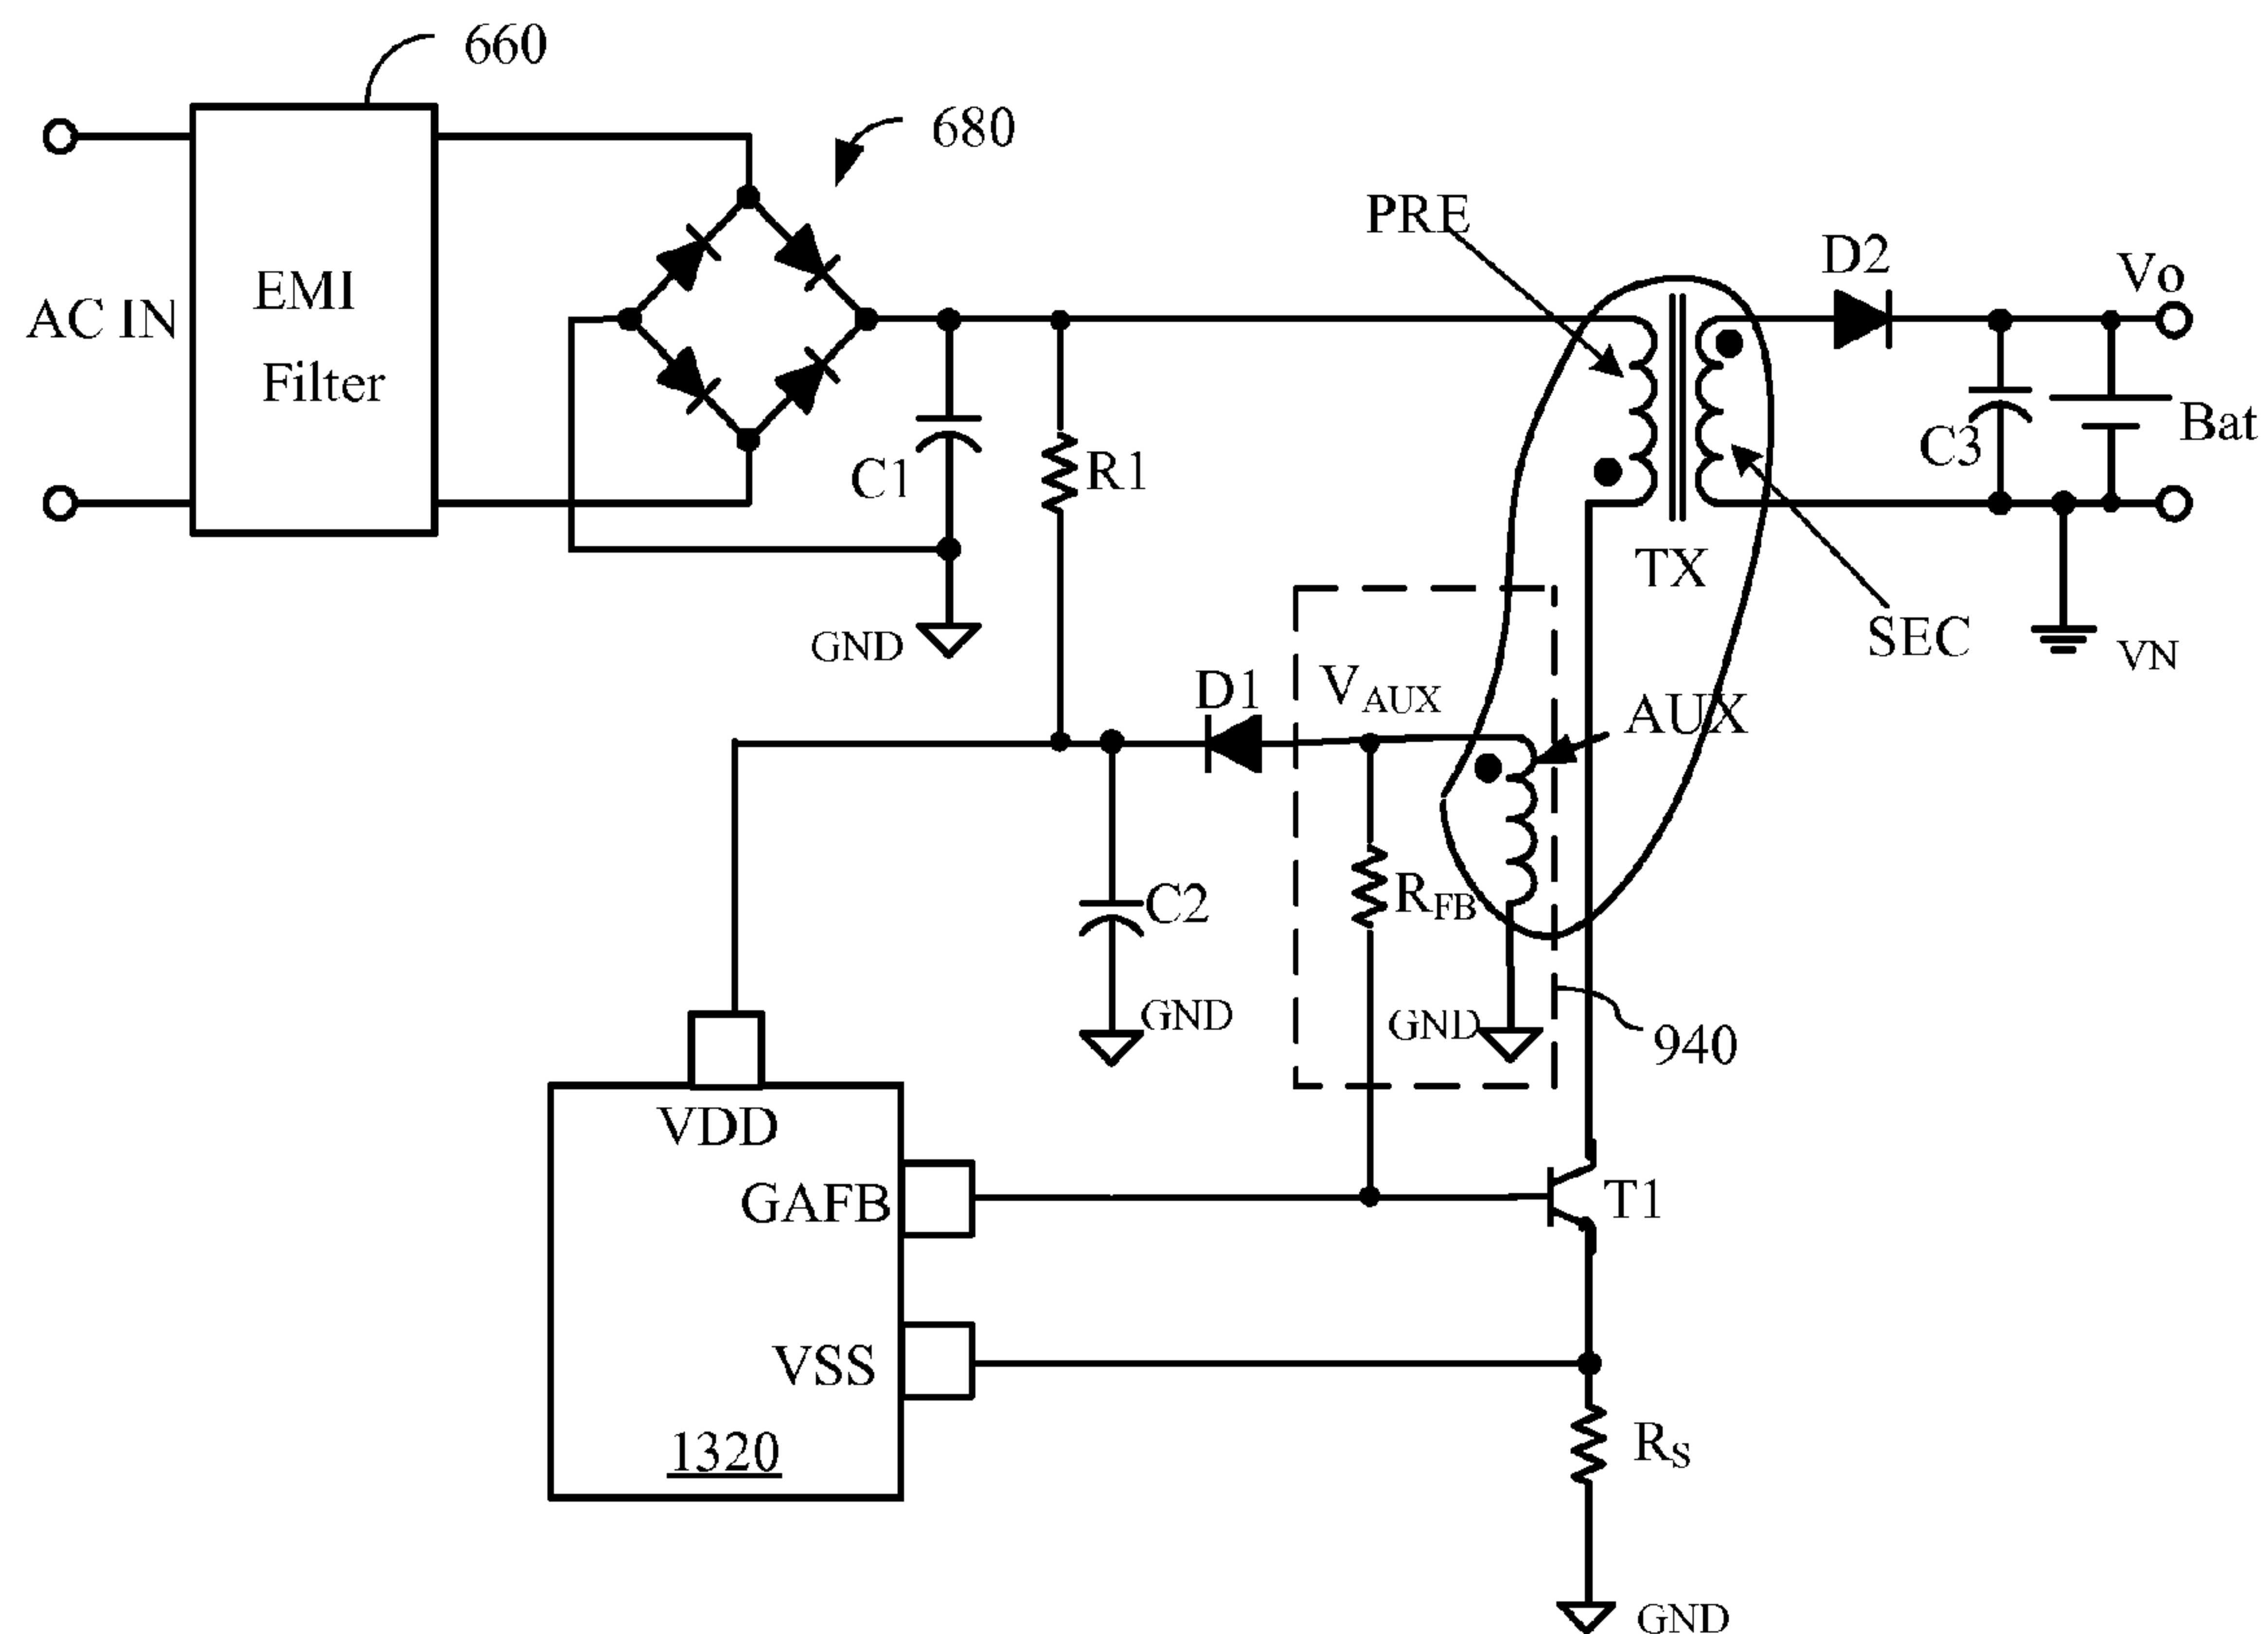 660
680
PRE
D2
Vo
AC IN
EMI
Filter
C1
R1
C3
Bat
TX
GND
SEC
VN
D1
VAUX
AUX
C2
RFB
GND
GND
940
VDD
GAFB
T1
VSS
1320
RS
GND